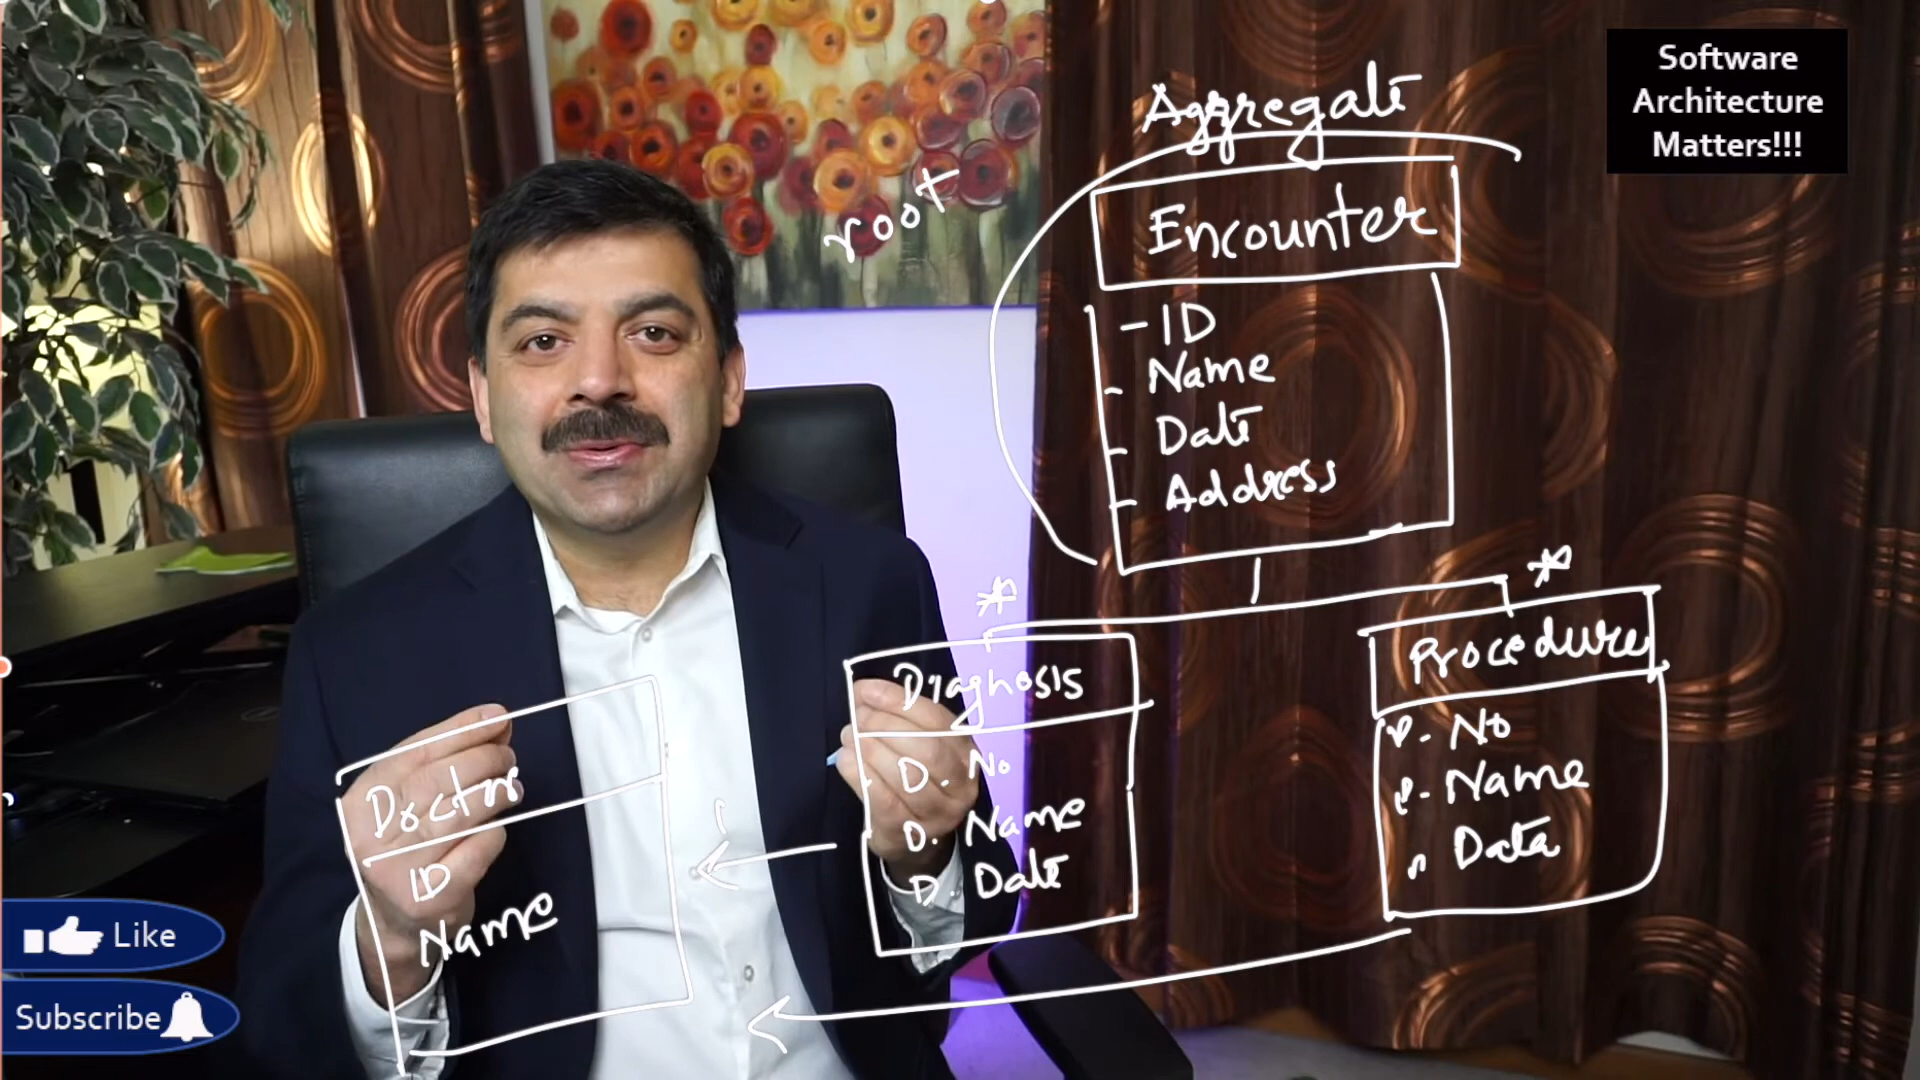 Software
Architecture
Matters!!!
Aggregate
root
Encounter
- ID
- Name
- Date
- Address
*
*
Diagnosis
D. No
D. Name
D. Date
Procedure
P. No
P. Name
Data
Doctor
ID
Name
Like
Subscribe